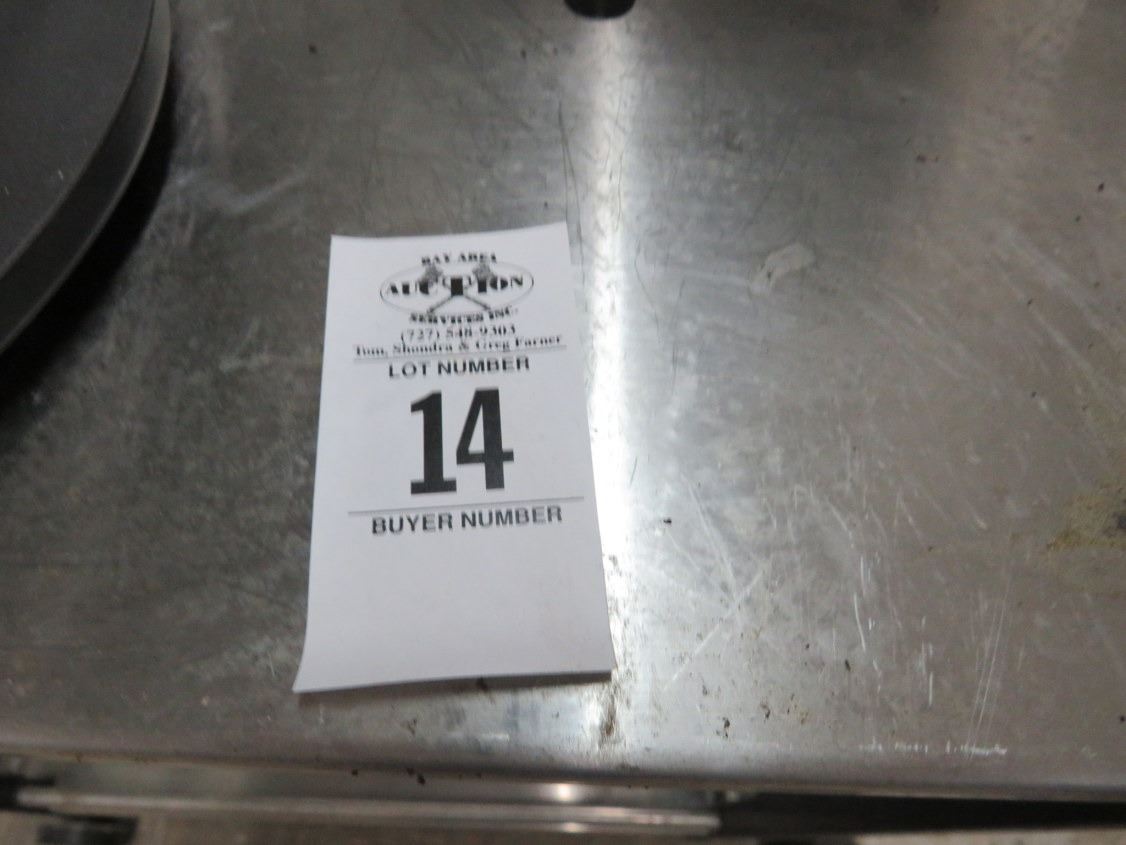 BAY AREA
AUCTION
SERVICES INC.
(727) 548-9303
Tom, Shondra & Greg Farner
LOT NUMBER
14
BUYER NUMBER